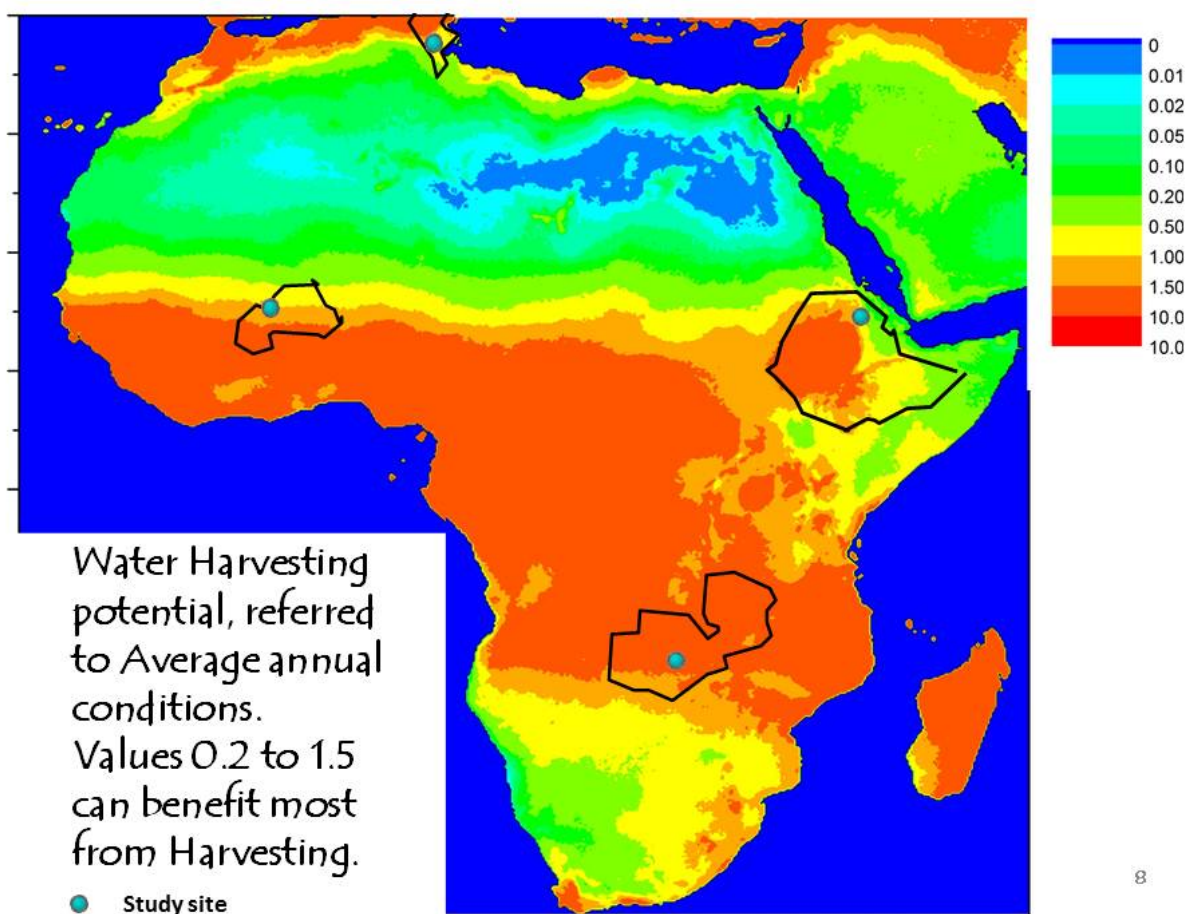 0
0.01
0.02
0.05
0.10
0.20
0.50
1.00
1.50
10.0
10.0
Water Harvesting
potential, referred
to Average annual
conditions.
Values 0.2 to 1.5
can benefit most
from Harvesting.
Study site
8